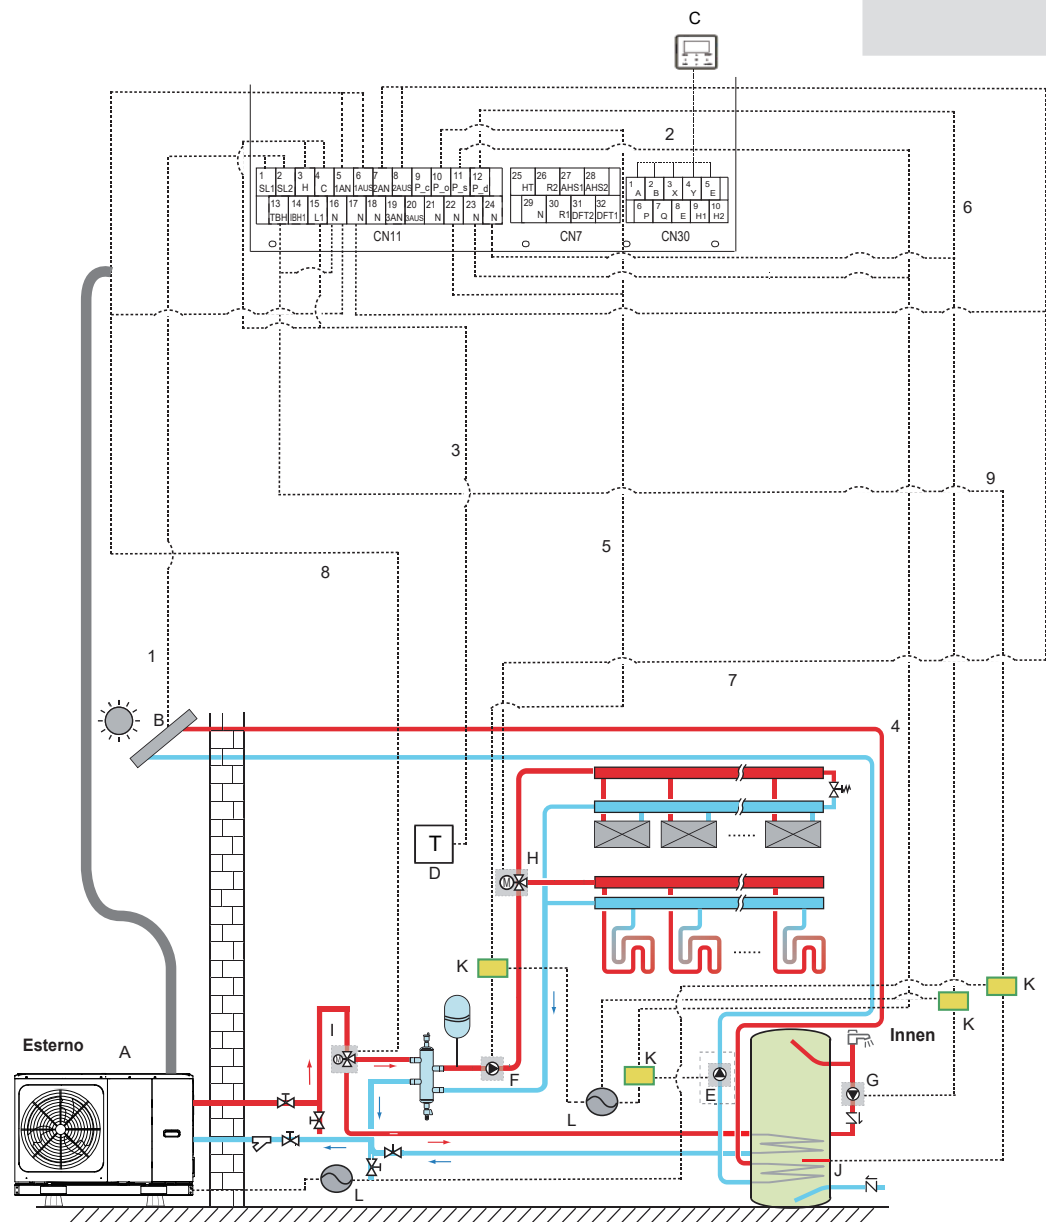 C
2
1 2 3 4 5 6 7 8 9 10 11 12
SL1 SL2 H C 1AN 1AUS 2AN 2AUS P_c P_o P_s P_d
13 14 15 16 17 18 19 20 21 22 23 24
TBH IBH1 L1 N N N 3AN 3AUS N N N N
CN11
25 26 27 28
HT R2 AHS1 AHS2
29 30 31 32
N R1 DFT2 DFT1
CN7
1 2 3 4 5
A B X Y E
6 7 8 9 10
P Q E H1 H2
CN30
6
3
9
5
8
1
7
B
4
T
D
H
M
K
K
K
Esterno
A
I
M
F
K
E
Innen
G
L
J
L